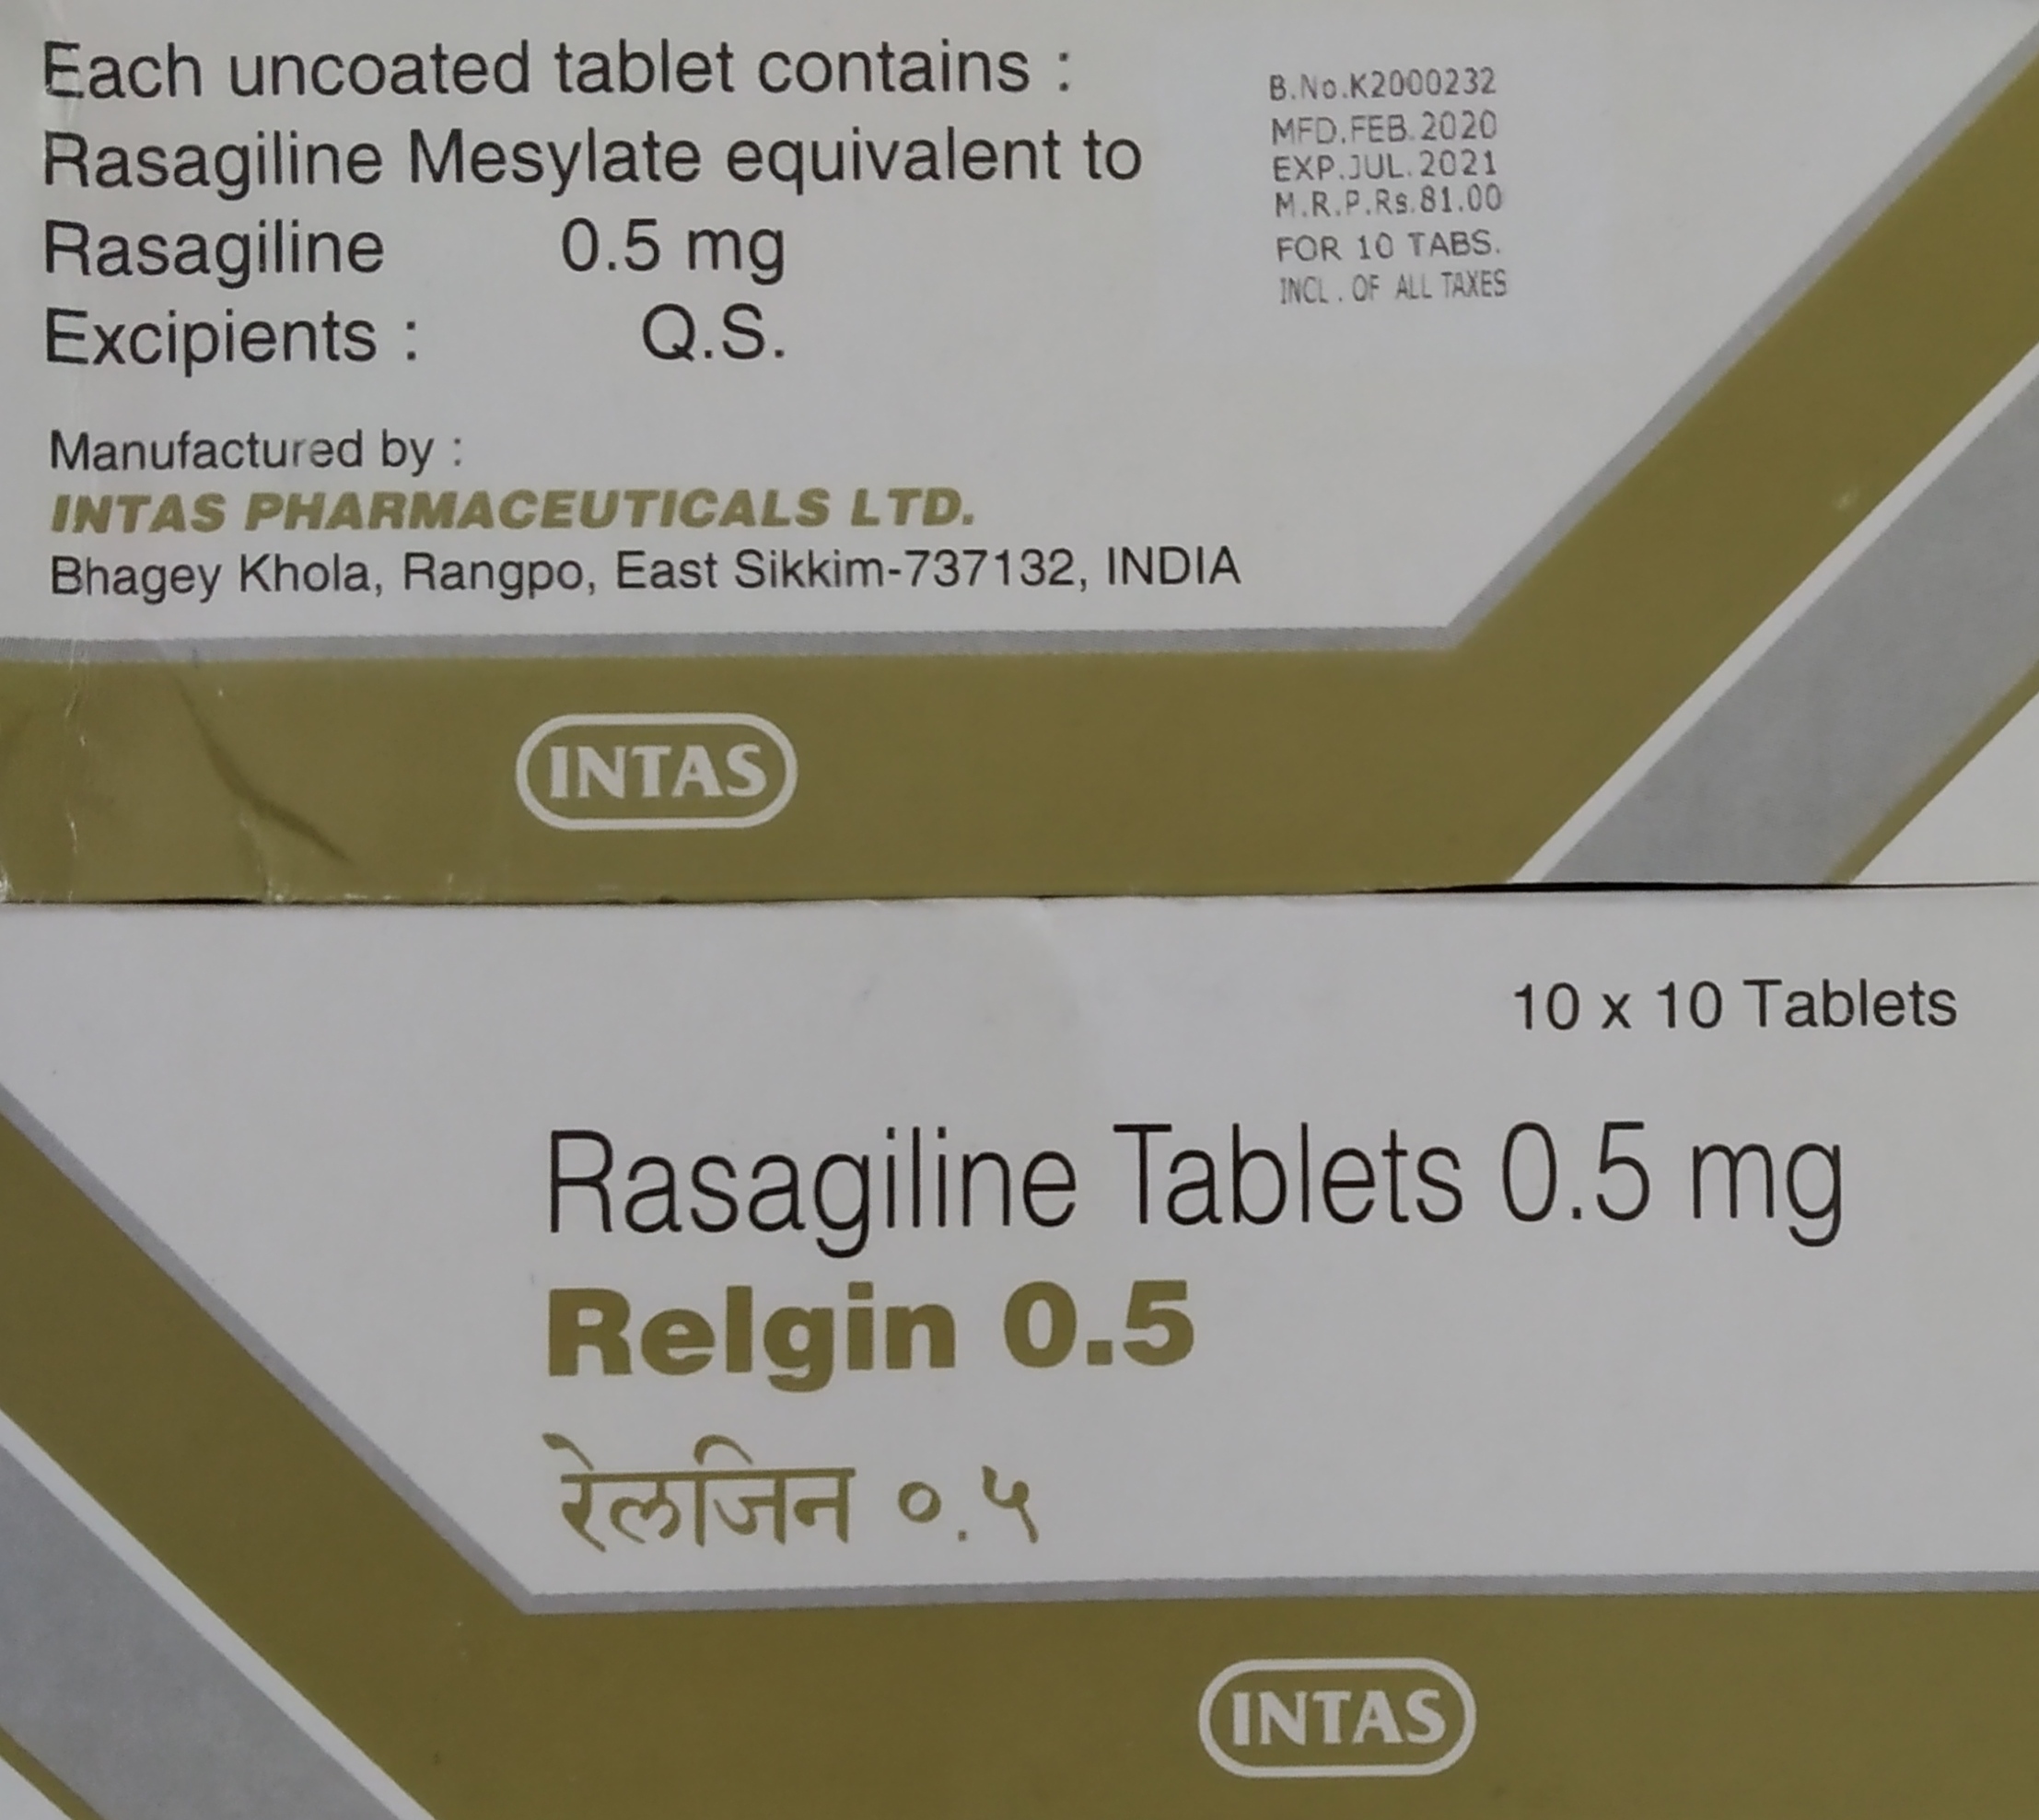 Each uncoated tablet contains :
Rasagiline Mesylate equivalent to
Rasagiline 0.5 mg
Excipients : Q.S.
B.No.K2000232
MFD.FEB.2020
EXP.JUL.2021
M.R.P.Rs.81.00
FOR 10 TABS.
INCL. OF ALL TAXES
Manufactured by :
INTAS PHARMACEUTICALS LTD.
Bhagey Khola, Rangpo, East Sikkim-737132, INDIA
INTAS
10 x 10 Tablets
Rasagiline Tablets 0.5 mg
Relgin 0.5
रेलजिन ०.५
INTAS